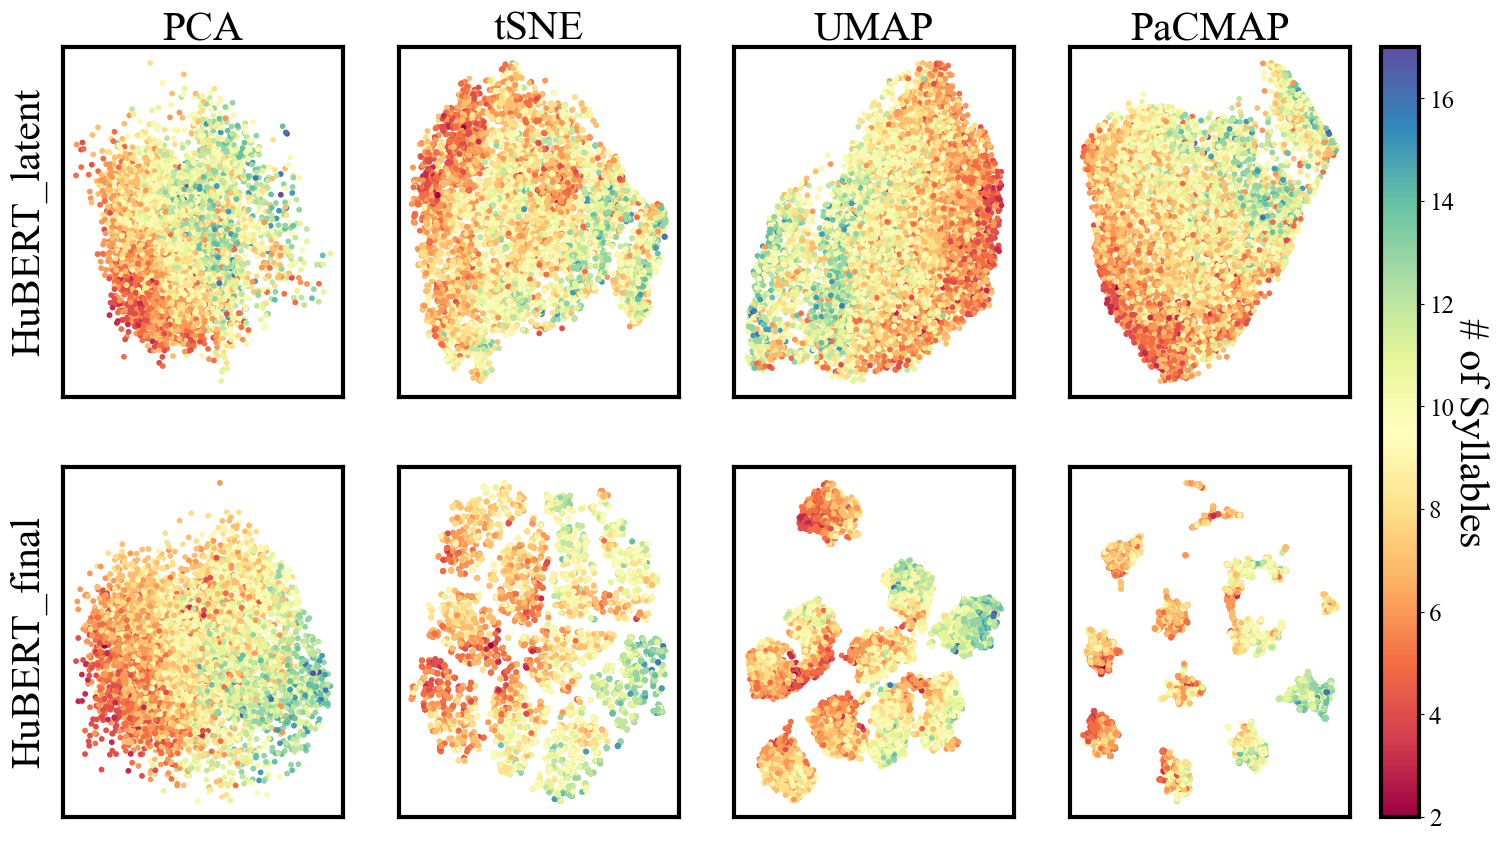 PCA
tSNE
UMAP
PaCMAP
HuBERT_latent
HuBERT_final
16
14
12
10
8
6
4
2
# of Syllables